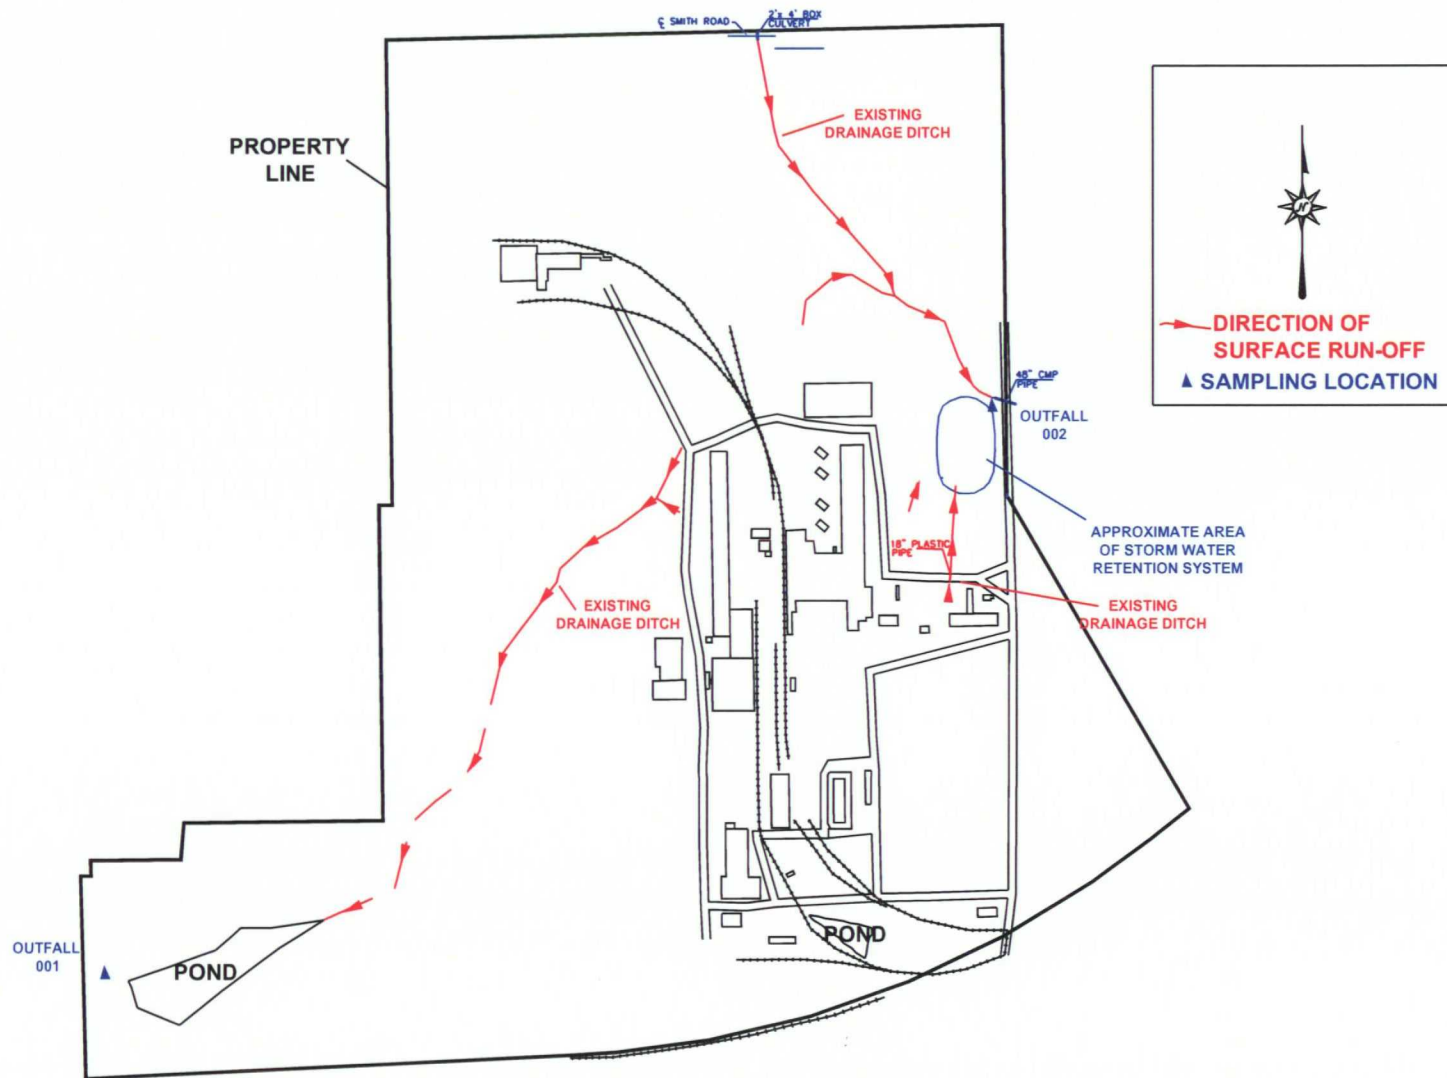 ℄ SMITH ROAD
2'x 4' BOX
CULVERT
EXISTING
DRAINAGE DITCH
PROPERTY
LINE
N
DIRECTION OF
SURFACE RUN-OFF
SAMPLING LOCATION
48" CMP
PIPE
OUTFALL
002
APPROXIMATE AREA
OF STORM WATER
RETENTION SYSTEM
18" PLASTIC
PIPE
EXISTING
DRAINAGE DITCH
EXISTING
DRAINAGE DITCH
OUTFALL
001
POND
POND